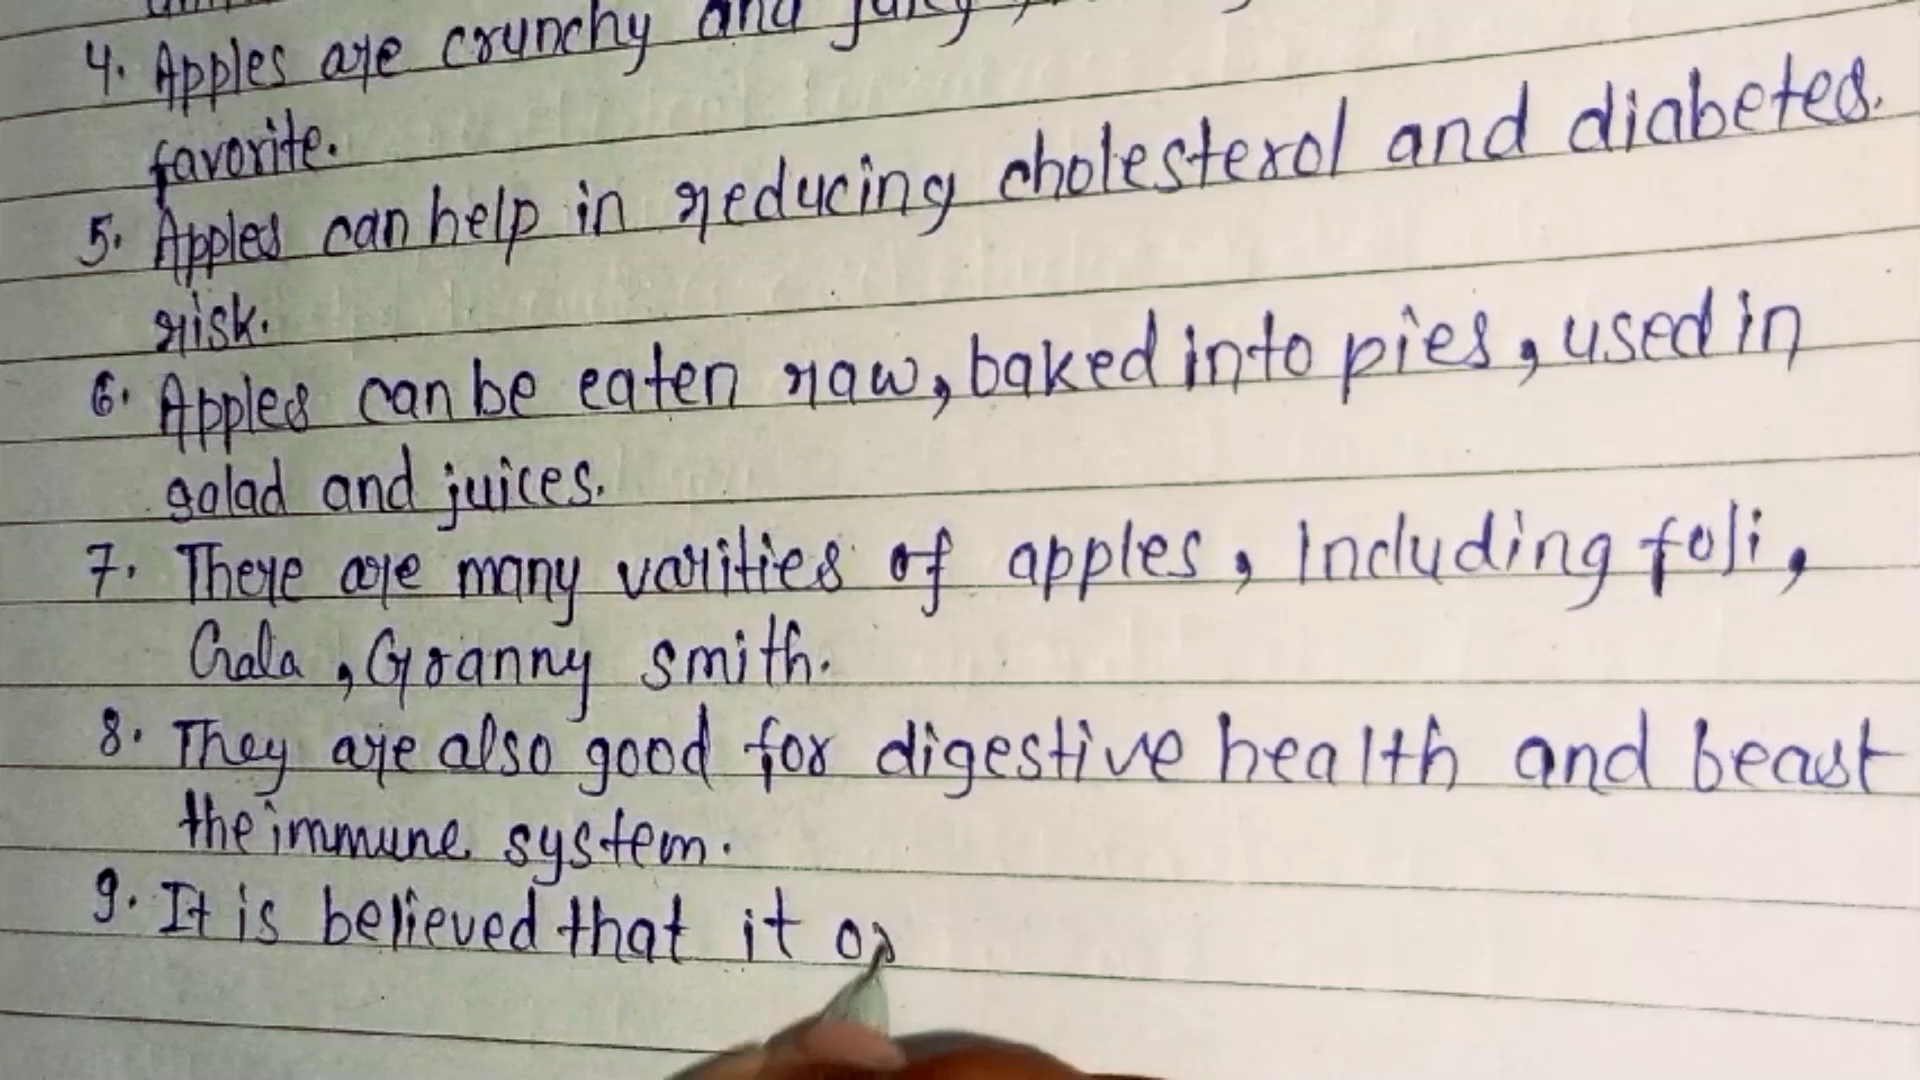 4. Apples are crunchy and juicy,
favorite.
5. Apples can help in reducing cholesterol and diabetes.
risk.
6. Apples can be eaten raw, baked into pies, used in
salad and juices.
7. There are many varities of apples, Including foli,
Gala, Granny smith.
8. They are also good for digestive health and beast
the immune system.
9. It is believed that it or